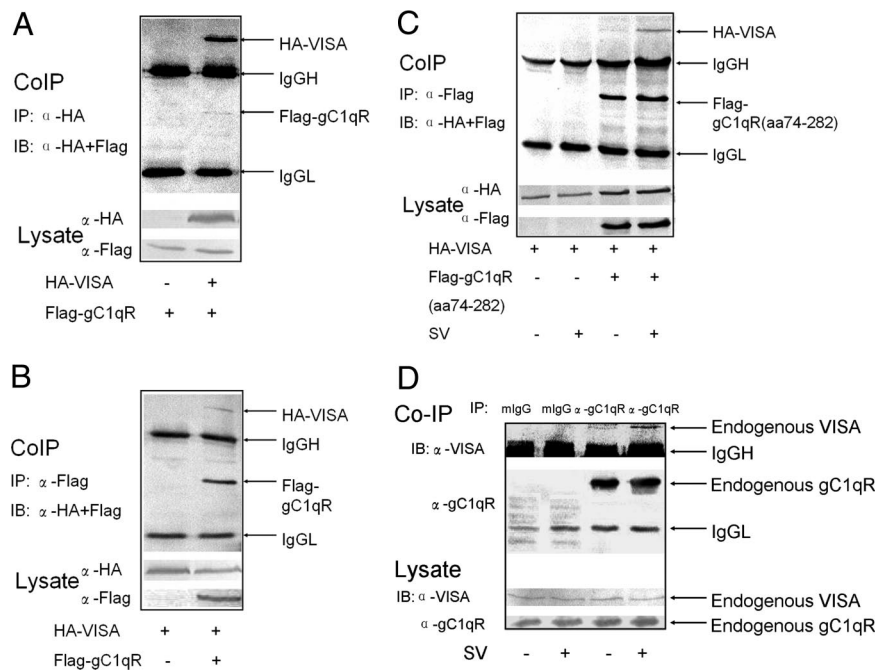 A
CoIP
IP: α-HA
IB: α-HA+Flag
HA-VISA
IgGH
Flag-gC1qR
IgGL
Lysate
α-HA
α-Flag
HA-VISA - +
Flag-gC1qR + +
B
CoIP
IP: α-Flag
IB: α-HA+Flag
HA-VISA
IgGH
Flag-
gC1qR
IgGL
Lysate
α-HA
α-Flag
HA-VISA + +
Flag-gC1qR - +
C
CoIP
IP: α-Flag
IB: α-HA+Flag
HA-VISA
IgGH
Flag-
gC1qR(aa74-282)
IgGL
Lysate
α-HA
α-Flag
HA-VISA + + + +
Flag-gC1qR - - + +
(aa74-282)
SV - + - +
D
Co-IP
IP: mIgG mIgG α-gC1qR α-gC1qR
IB: α-VISA
Endogenous VISA
IgGH
α-gC1qR
Endogenous gC1qR
IgGL
Lysate
IB: α-VISA
Endogenous VISA
α-gC1qR
Endogenous gC1qR
SV - + - +